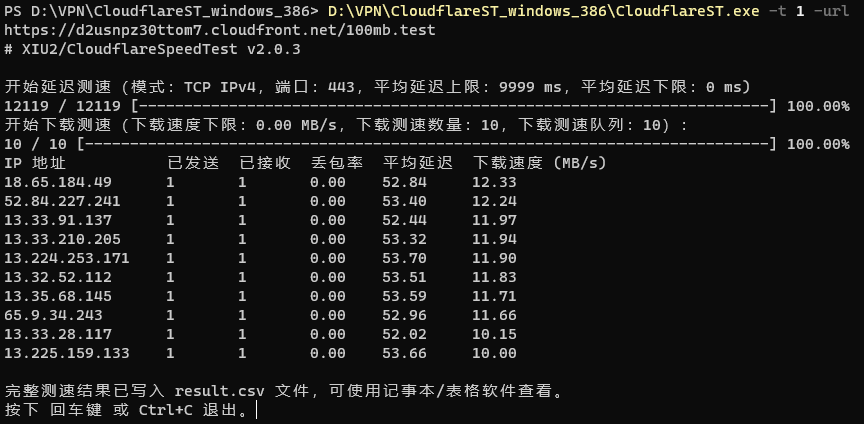 PS D:\VPN\CloudflareST_windows_386> D:\VPN\CloudflareST_windows_386\CloudflareST.exe -t 1 -url
https://d2usnpz30ttom7.cloudfront.net/100mb.test
# XIU2/CloudflareSpeedTest v2.0.3
开始延迟测速 (模式: TCP IPv4, 端口: 443, 平均延迟上限: 9999 ms, 平均延迟下限: 0 ms)
12119 / 12119 [-----------------------------------------------------------------------] 100.00%
开始下载测速 (下载速度下限: 0.00 MB/s, 下载测速数量: 10, 下载测速队列: 10) :
10 / 10 [-----------------------------------------------------------------------------] 100.00%
IP 地址 已发送 已接收 丢包率 平均延迟 下载速度 (MB/s)
18.65.184.49 1 1 0.00 52.84 12.33
52.84.227.241 1 1 0.00 53.40 12.24
13.33.91.137 1 1 0.00 52.44 11.97
13.33.210.205 1 1 0.00 53.32 11.94
13.224.253.171 1 1 0.00 53.70 11.90
13.32.52.112 1 1 0.00 53.51 11.83
13.35.68.145 1 1 0.00 53.59 11.71
65.9.34.243 1 1 0.00 52.96 11.66
13.33.28.117 1 1 0.00 52.02 10.15
13.225.159.133 1 1 0.00 53.66 10.00
完整测速结果已写入 result.csv 文件，可使用记事本/表格软件查看。
按下 回车键 或 Ctrl+C 退出。